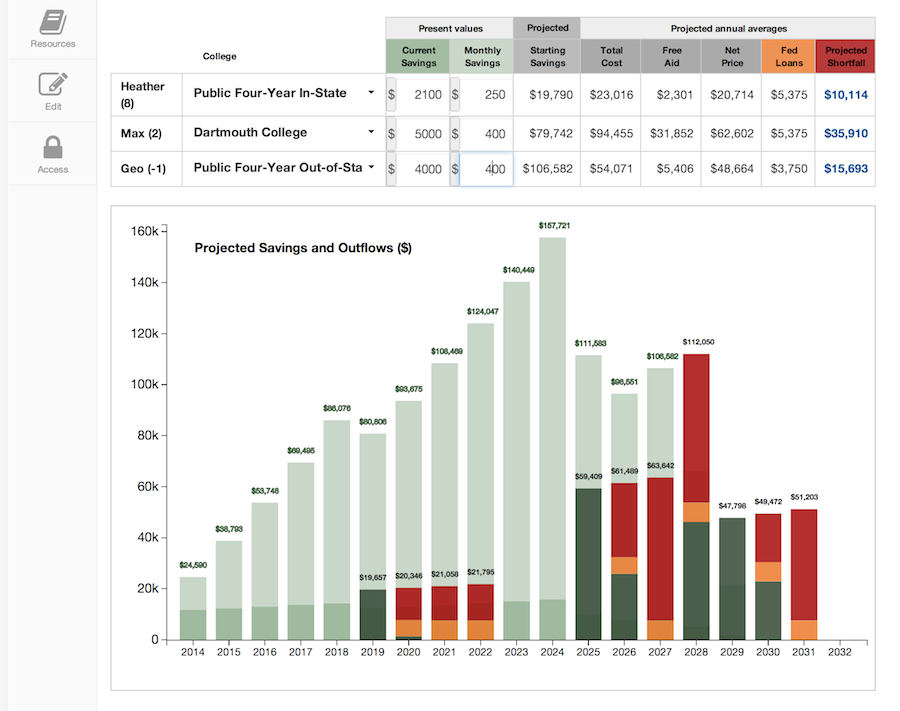 Resources
Edit
Access
Present values Projected Projected annual averages
College Current Savings Monthly Savings Starting Savings Total Cost Free Aid Net Price Fed Loans Projected Shortfall
Heather (8) Public Four-Year In-State $ 2100 $ 250 $19,790 $23,016 $2,301 $20,714 $5,375 $10,114
Max (2) Dartmouth College $ 5000 $ 400 $79,742 $94,455 $31,852 $62,602 $5,375 $35,910
Geo (-1) Public Four-Year Out-of-Sta $ 4000 $ 400 $106,582 $54,071 $5,406 $48,664 $3,750 $15,693
Projected Savings and Outflows ($)
160k
140k
120k
100k
80k
60k
40k
20k
0
$24,590
$38,793
$53,748
$69,495
$86,076
$80,806
$93,675
$108,469
$124,047
$140,449
$157,721
$111,583
$96,551
$106,582
$112,050
$19,657
$20,346
$21,058
$21,795
$59,409
$61,489
$63,642
$47,798
$49,472
$51,203
2014 2015 2016 2017 2018 2019 2020 2021 2022 2023 2024 2025 2026 2027 2028 2029 2030 2031 2032